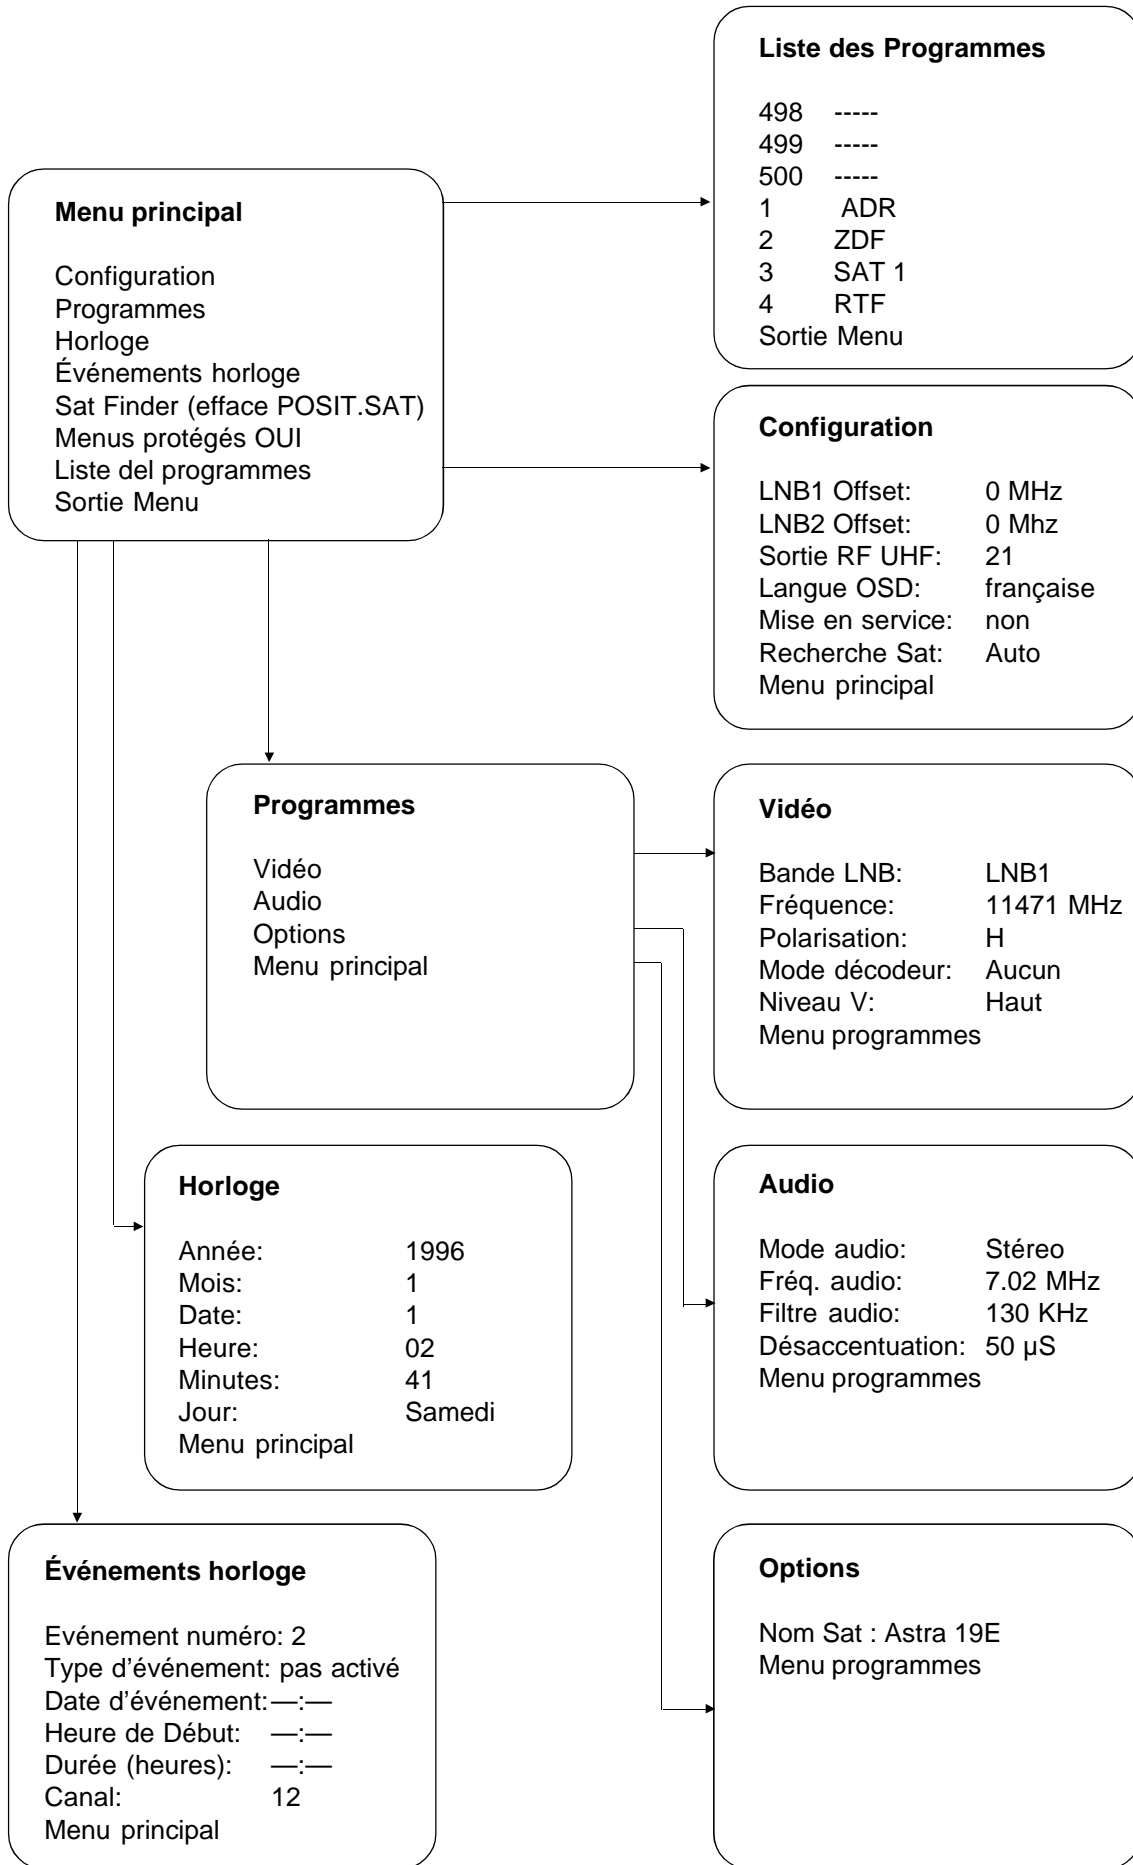 Liste des Programmes
498 -----
499 -----
500 -----
1 ADR
2 ZDF
3 SAT 1
4 RTF
Sortie Menu
Menu principal
Configuration
Programmes
Horloge
Événements horloge
Sat Finder (efface POSIT.SAT)
Menus protégés OUI
Liste del programmes
Sortie Menu
Configuration
LNB1 Offset: 0 MHz
LNB2 Offset: 0 Mhz
Sortie RF UHF: 21
Langue OSD: française
Mise en service: non
Recherche Sat: Auto
Menu principal
Programmes
Vidéo
Audio
Options
Menu principal
Vidéo
Bande LNB: LNB1
Fréquence: 11471 MHz
Polarisation: H
Mode décodeur: Aucun
Niveau V: Haut
Menu programmes
Horloge
Année: 1996
Mois: 1
Date: 1
Heure: 02
Minutes: 41
Jour: Samedi
Menu principal
Audio
Mode audio: Stéreo
Fréq. audio: 7.02 MHz
Filtre audio: 130 KHz
Désaccentuation: 50 µS
Menu programmes
Événements horloge
Evénement numéro: 2
Type d’événement: pas activé
Date d’événement: —:—
Heure de Début: —:—
Durée (heures): —:—
Canal: 12
Menu principal
Options
Nom Sat : Astra 19E
Menu programmes